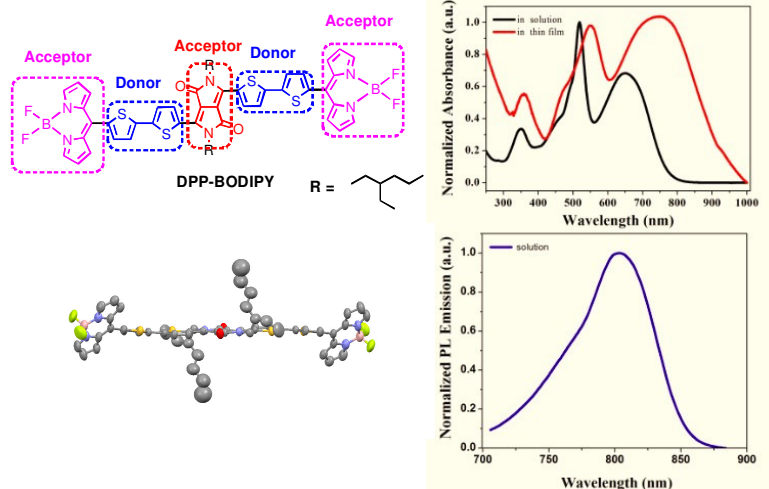 Acceptor
Donor
Acceptor
Donor
Acceptor
F
F
B
N
N
S
S
O
R
N
N
R
O
S
S
N
N
B
F
F
DPP-BODIPY
R =
Normalized Absorbance (a.u.)
1.0
0.8
0.6
0.4
0.2
0.0
in solution
in thin film
300 400 500 600 700 800 900 1000
Wavelength (nm)
Normalized PL Emission (a.u.)
1.0
0.8
0.6
0.4
0.2
0.0
solution
700 750 800 850 900
Wavelength (nm)